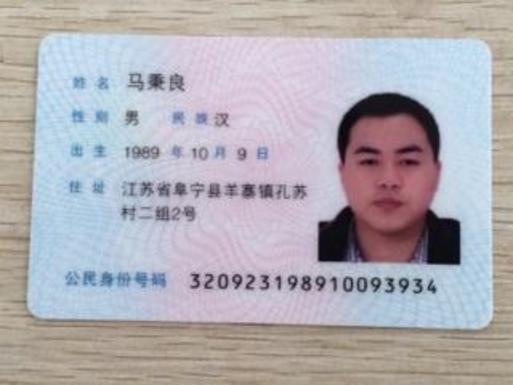 姓名 马秉良
性别 男 民族 汉
出生 1989 年 10 月 9 日
住址 江苏省阜宁县羊寨镇孔苏
村二组2号
公民身份号码 320923198910093934